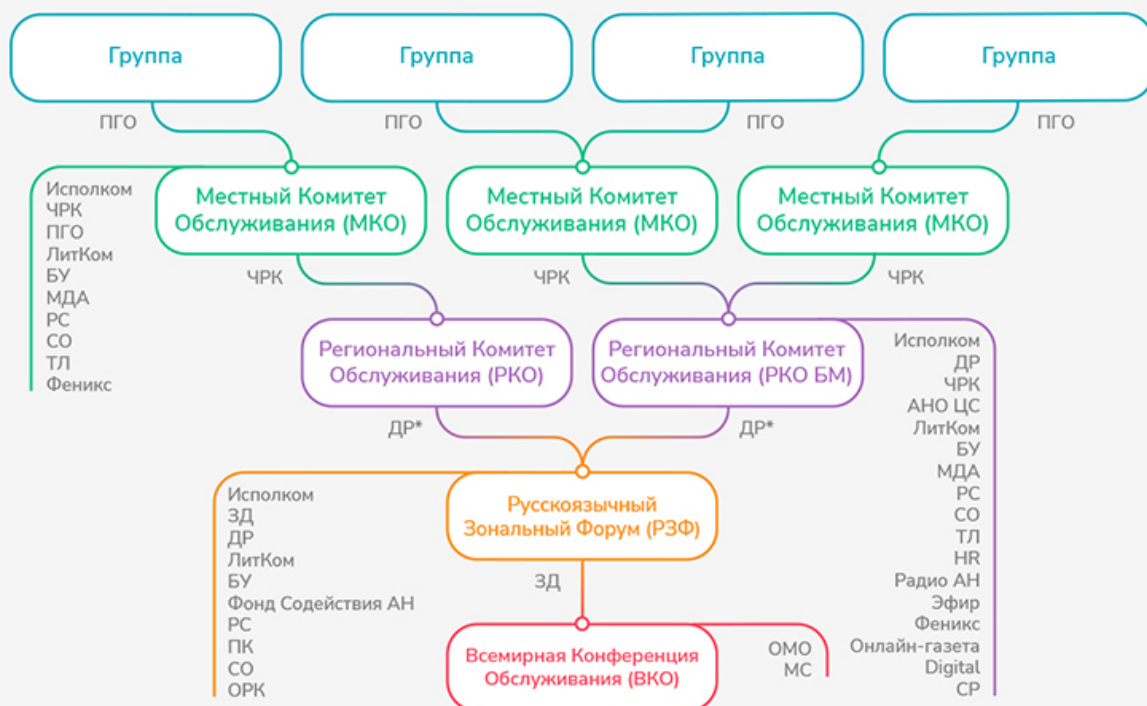 Группа
Группа
Группа
Группа
ПГО
ПГО
ПГО
ПГО
Исполком
ЧРК
ПГО
ЛитКом
БУ
МДА
РС
СО
ТЛ
Феникс
Местный Комитет
Обслуживания (МКО)
Местный Комитет
Обслуживания (МКО)
Местный Комитет
Обслуживания (МКО)
ЧРК
ЧРК
ЧРК
Региональный Комитет
Обслуживания (РКО)
Региональный Комитет
Обслуживания (РКО БМ)
Исполком
ДР
ЧРК
АНО ЦС
ЛитКом
БУ
МДА
РС
СО
ТЛ
HR
Радио АН
Эфир
Феникс
Онлайн-газета
Digital
СР
ДР*
ДР*
Исполком
ЗД
ДР
ЛитКом
БУ
Фонд Содействия АН
РС
ПК
СО
ОРК
Русскоязычный
Зональный Форум (РЗФ)
ЗД
Всемирная Конференция
Обслуживания (ВКО)
ОМО
МС